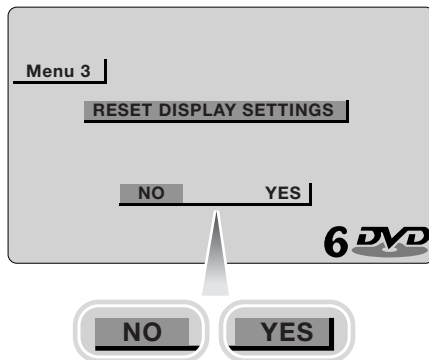 Menu 3
RESET DISPLAY SETTINGS
NO YES
6 DVD
NO YES